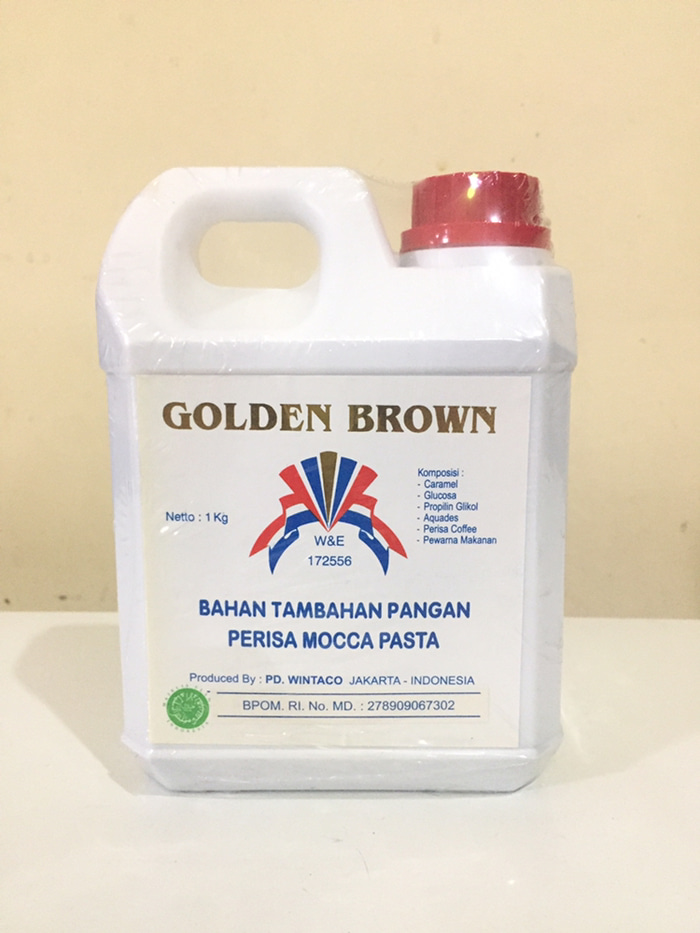 GOLDEN BROWN
Netto : 1 Kg
W&E
172556
Komposisi :
- Caramel
- Glucosa
- Propilin Glikol
- Aquades
- Perisa Coffee
- Pewarna Makanan
BAHAN TAMBAHAN PANGAN
PERISA MOCCA PASTA
Produced By : PD. WINTACO JAKARTA - INDONESIA
BPOM. RI. No. MD. : 278909067302